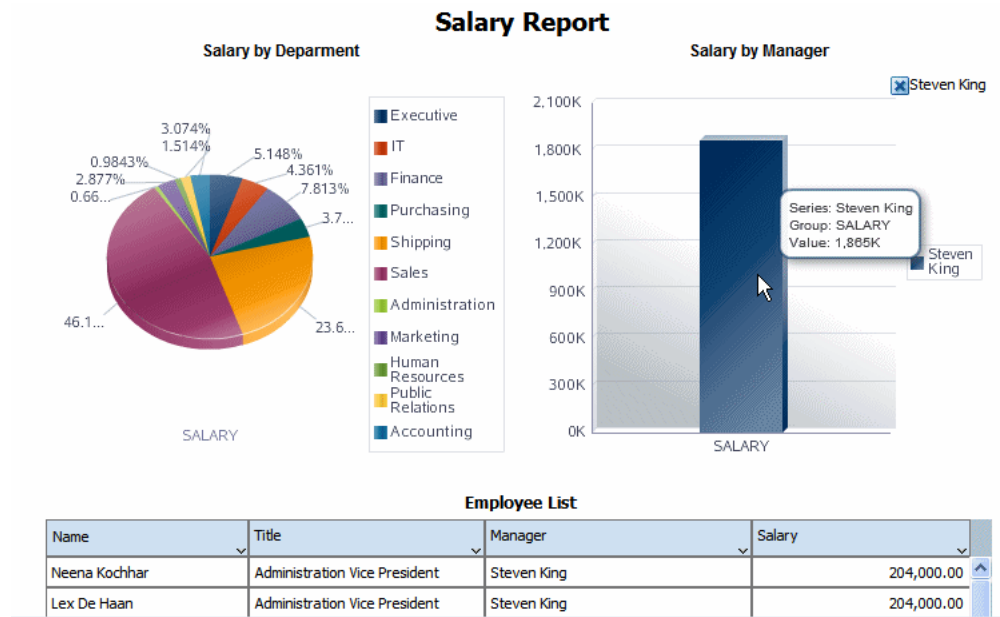 Salary Report
Salary by Deparment
3.074%
1.514%
0.9843%
2.877%
0.66...
5.148%
4.361%
7.813%
3.7...
46.1...
23.6...
SALARY
Executive
IT
Finance
Purchasing
Shipping
Sales
Administration
Marketing
Human
Resources
Public
Relations
Accounting
Salary by Manager
Steven King
2,100K
1,800K
1,500K
1,200K
900K
600K
300K
0K
SALARY
Series: Steven King
Group: SALARY
Value: 1,865K
Steven
King
Employee List
Name Title Manager Salary
Neena Kochhar Administration Vice President Steven King 204,000.00
Lex De Haan Administration Vice President Steven King 204,000.00